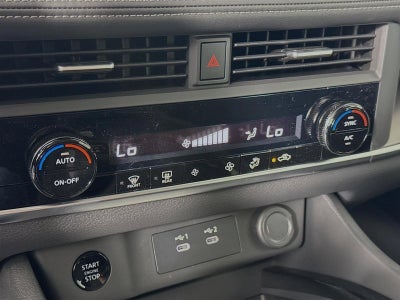 Lo
Lo
AUTO
ON·OFF
SYNC
A/C
FRONT
REAR
START
ENGINE
STOP